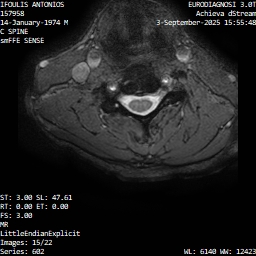 IFOULIS ANTONIOS
EURODIAGNOSI 3.0T
157958
Achieva dStream
14-January-1974 M
3-September-2025 15:55:48
C SPINE
smFFE SENSE
ST: 3.00 SL: 47.61
RT: 0.00 ET: 0.00
FS: 3.00
MR
LittleEndianExplicit
Images: 15/22
Series: 602
WL: 6140 WW: 12423